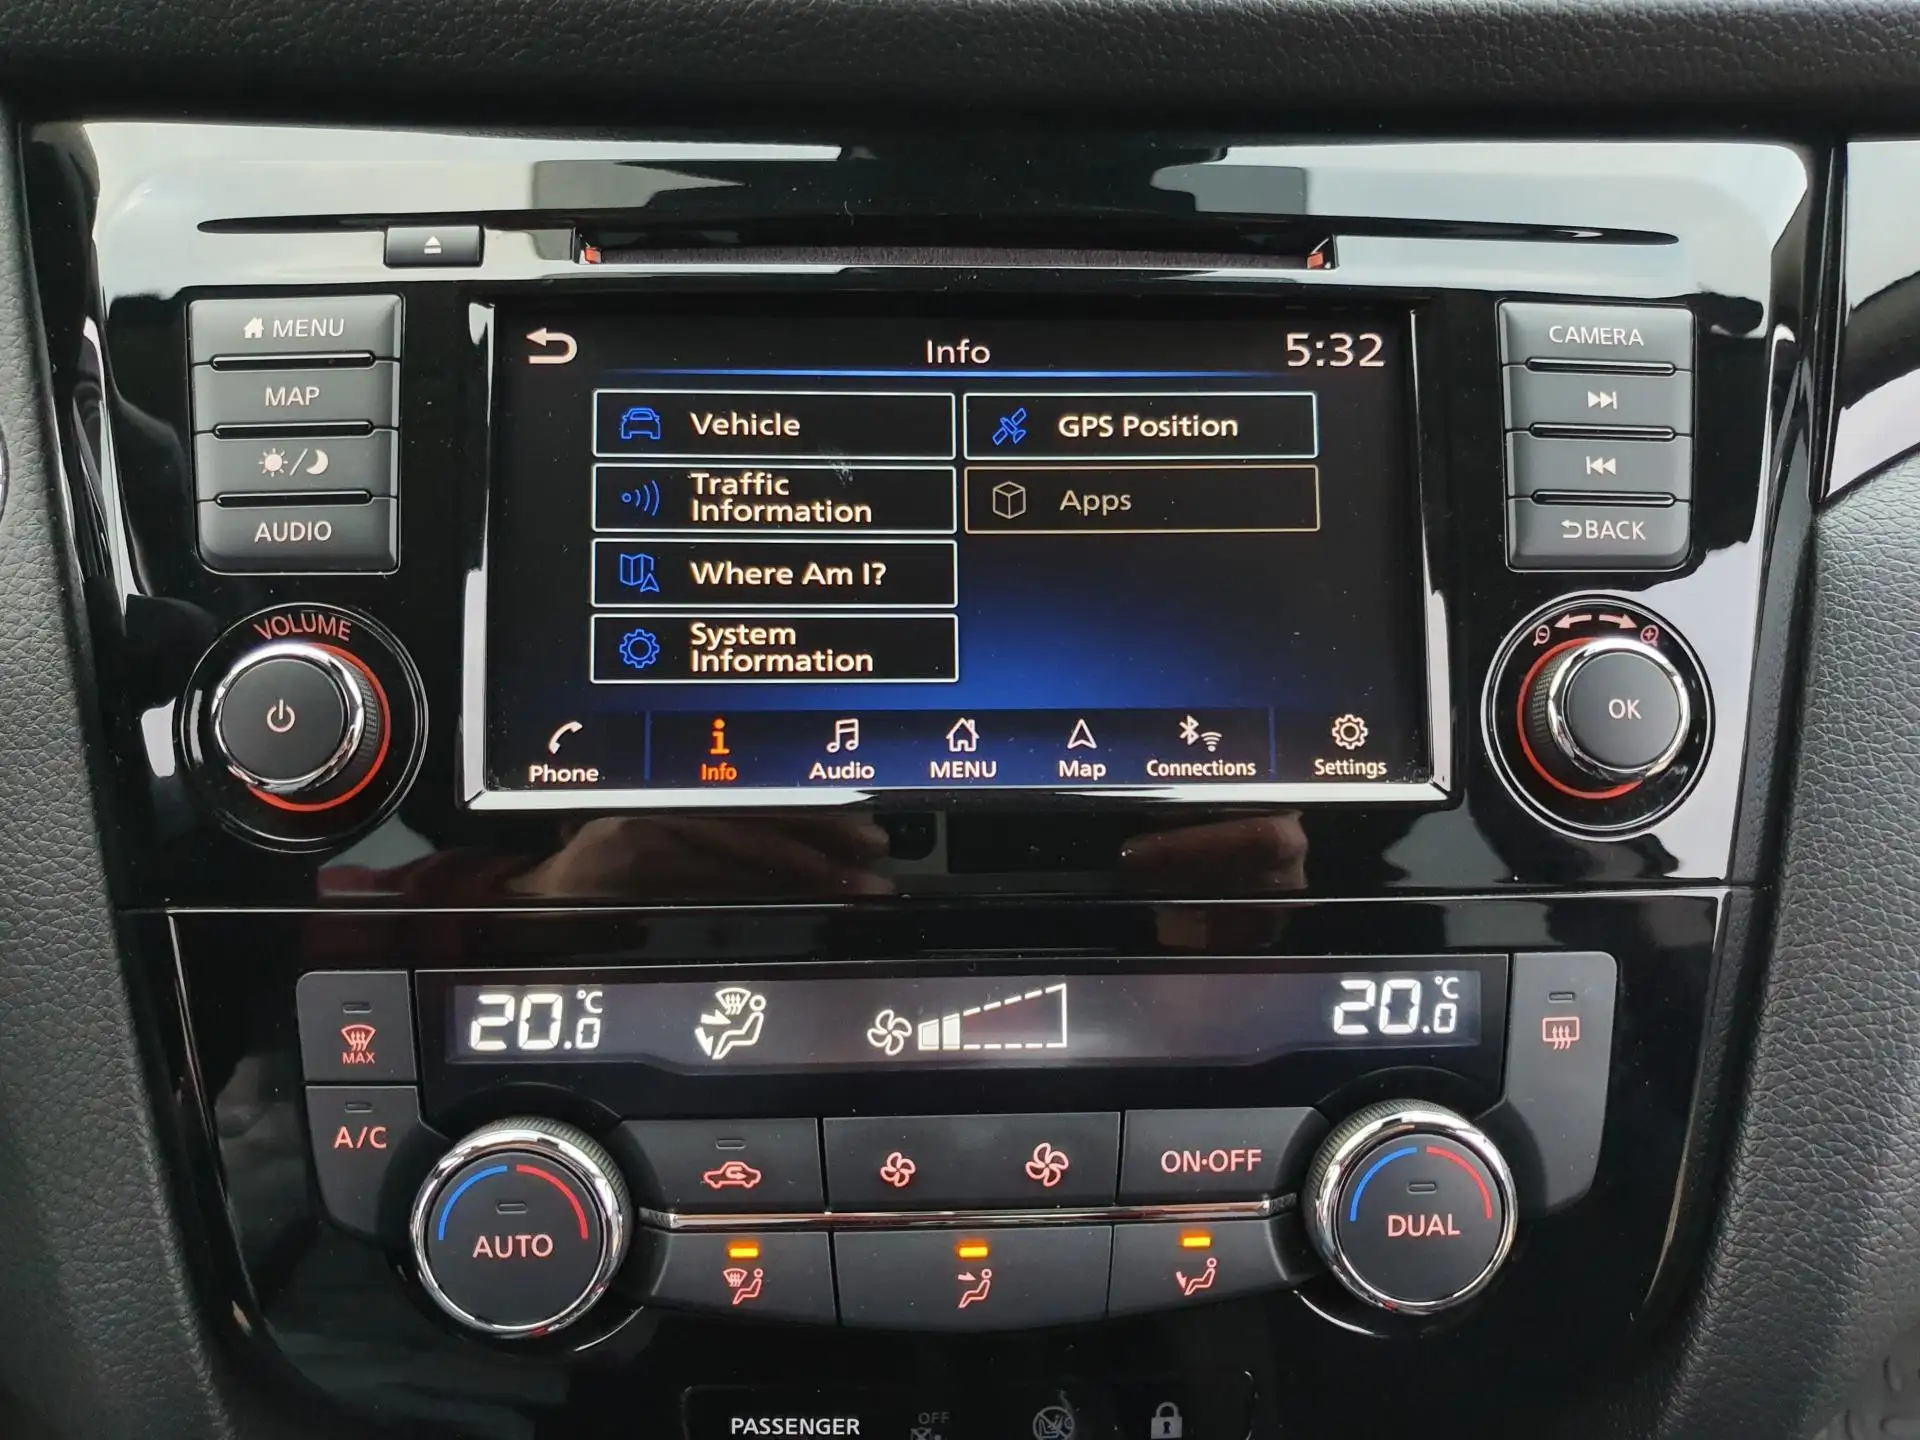 MENU
MAP
AUDIO
VOLUME
Info
5:32
Vehicle
GPS Position
Traffic
Information
Apps
Where Am I?
System
Information
Phone
Info
Audio
MENU
Map
Connections
Settings
CAMERA
BACK
OK
20.0 °C
20.0 °C
MAX
A/C
ON•OFF
AUTO
DUAL
PASSENGER
OFF